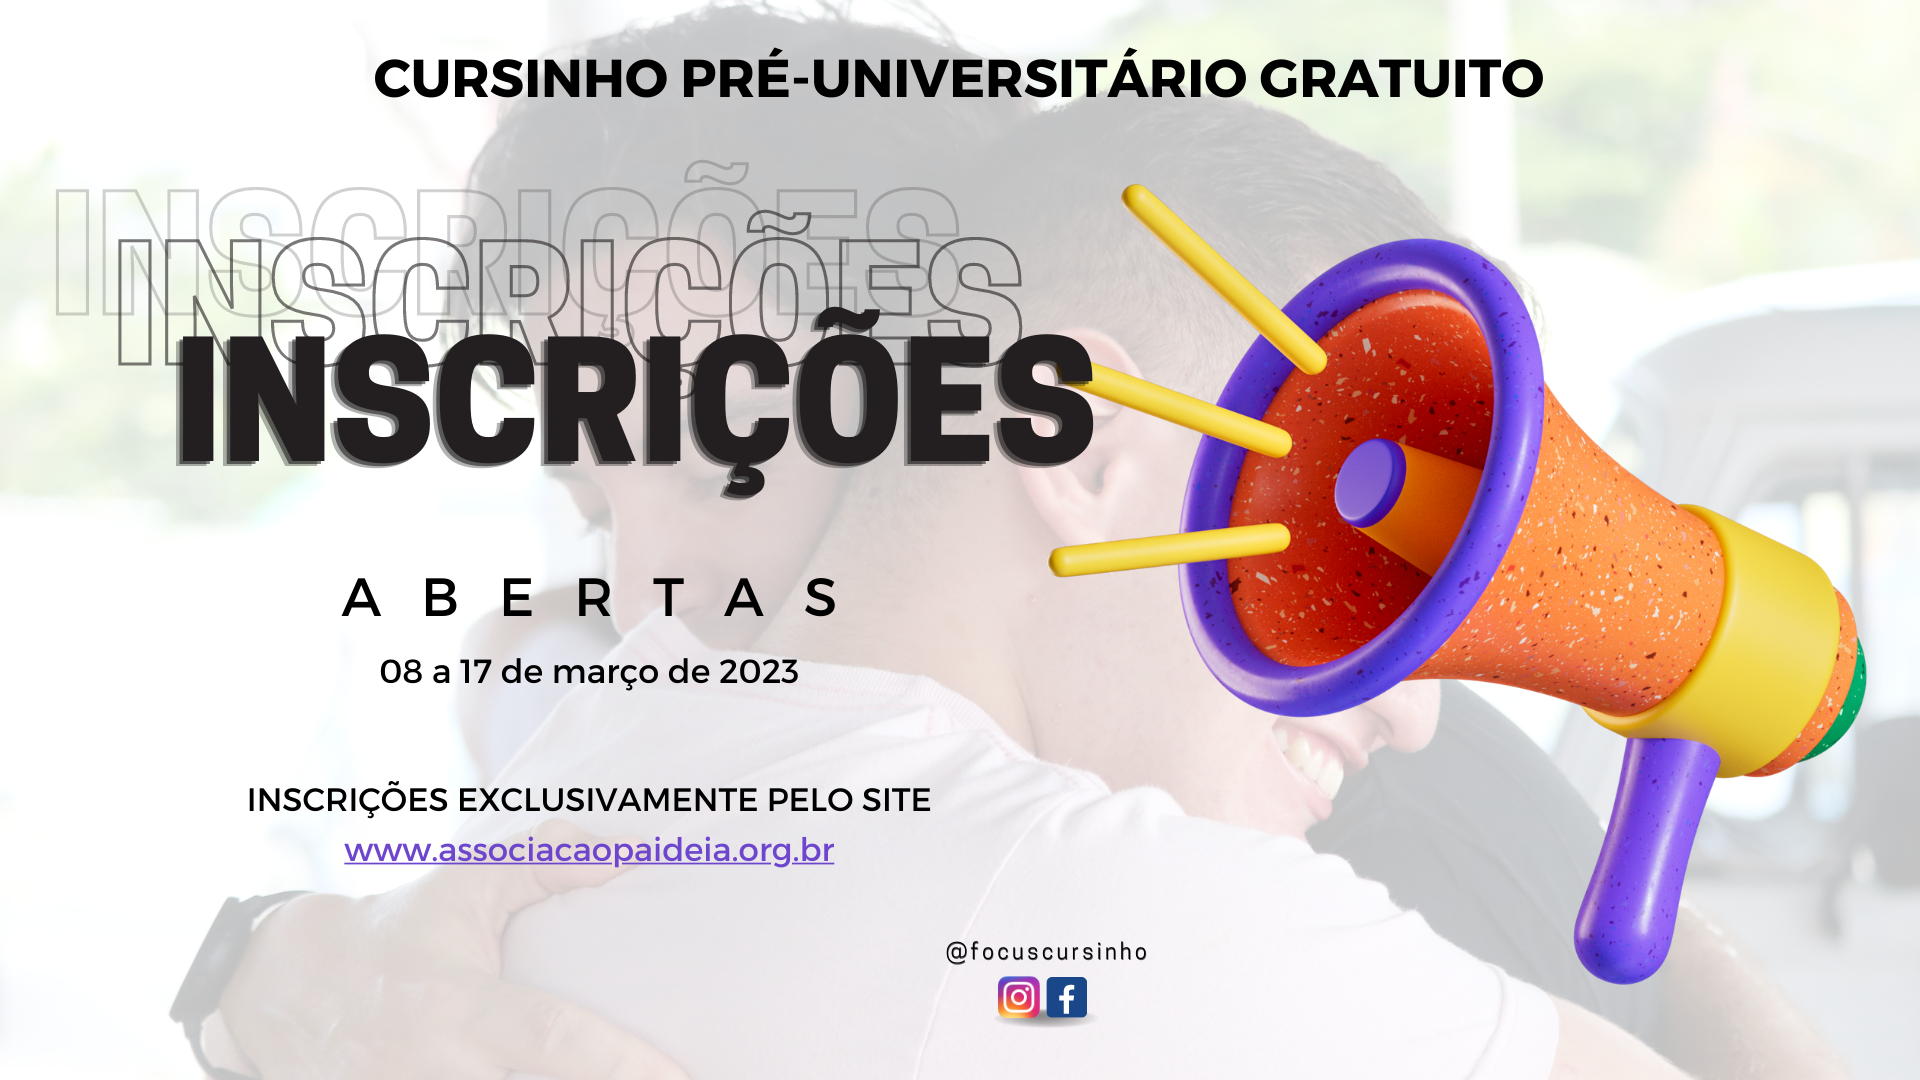 CURSINHO PRÉ-UNIVERSITÁRIO GRATUITO
INSCRIÇÕES
INSCRIÇÕES
INSCRIÇÕES
ABERTAS
08 a 17 de março de 2023
INSCRIÇÕES EXCLUSIVAMENTE PELO SITE
www.associacaopaideia.org.br
@focuscursinho